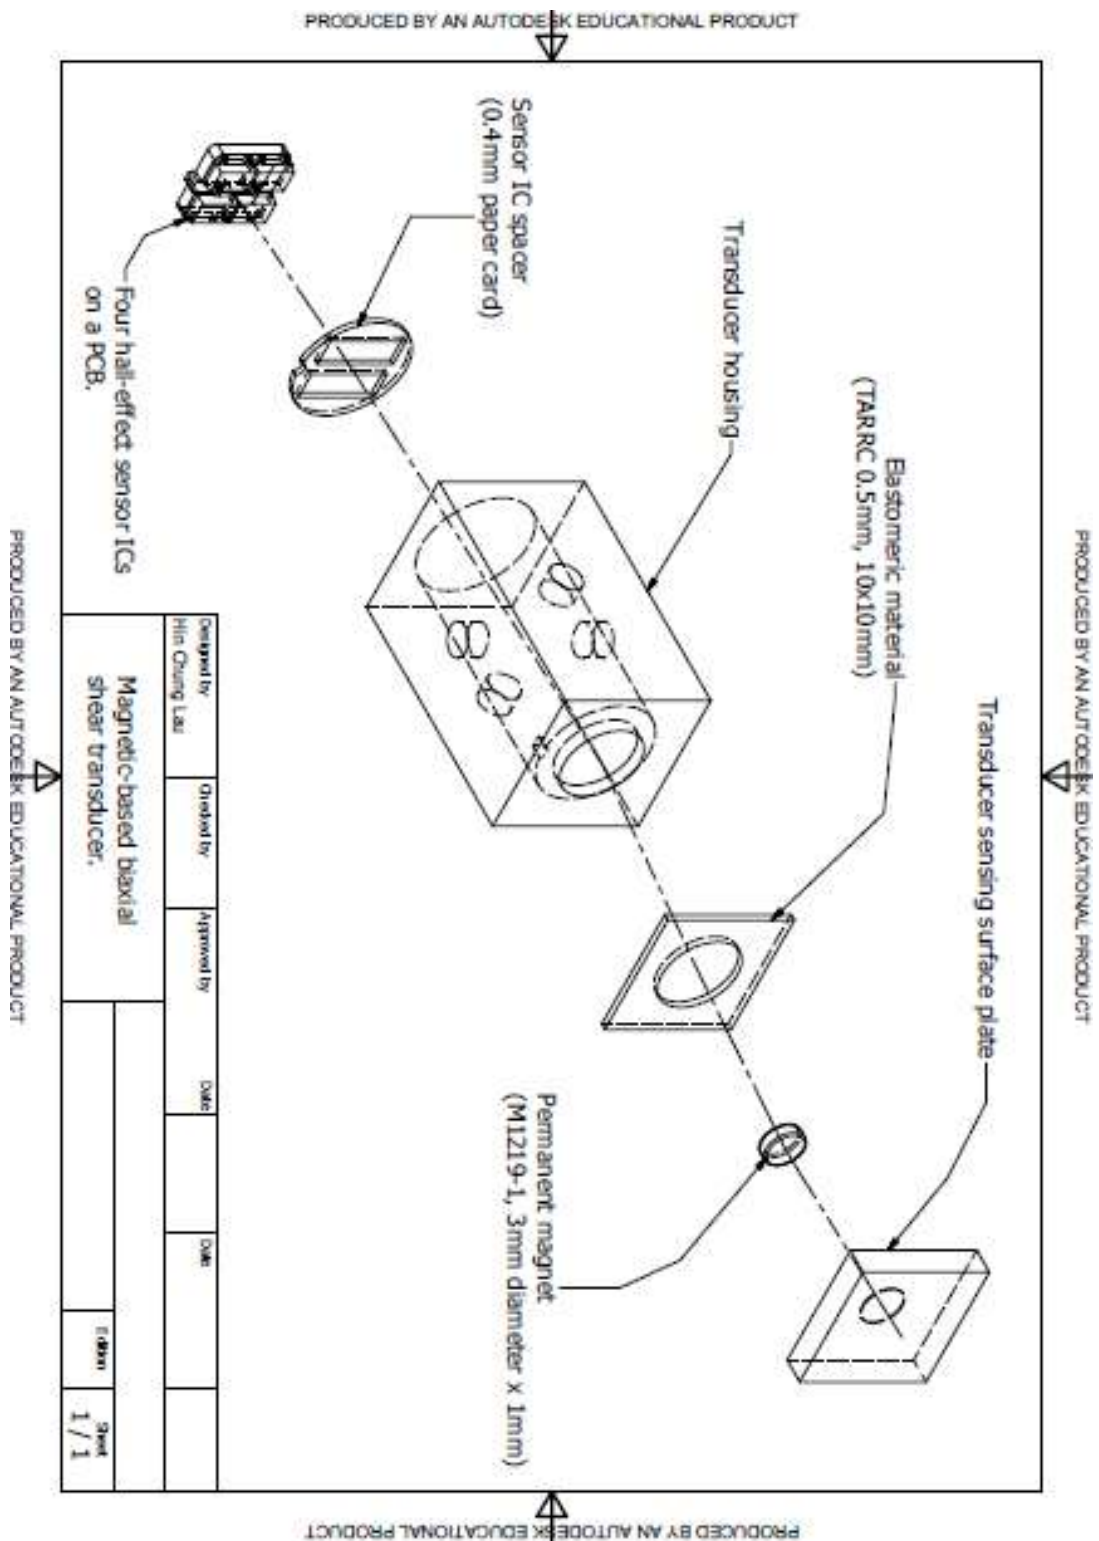 PRODUCED BY AN AUTODESK EDUCATIONAL PRODUCT
PRODUCED BY AN AUTODESK EDUCATIONAL PRODUCT
PRODUCED BY AN AUTODESK EDUCATIONAL PRODUCT
PRODUCED BY AN AUTODESK EDUCATIONAL PRODUCT
Transducer sensing surface plate
Elastomeric material
(TARRC 0.5mm, 10x10mm)
Transducer housing
Sensor IC spacer
(0.4mm paper card)
Permanent magnet
(M1219-1, 3mm diameter x 1mm)
Four hall-effect sensor ICs
on a PCB.
Designed by
Hin Chung Lau
Checked by
Approved by
Date
Date
Magnetic-based biaxial
shear transducer.
Edition
Sheet
1 / 1